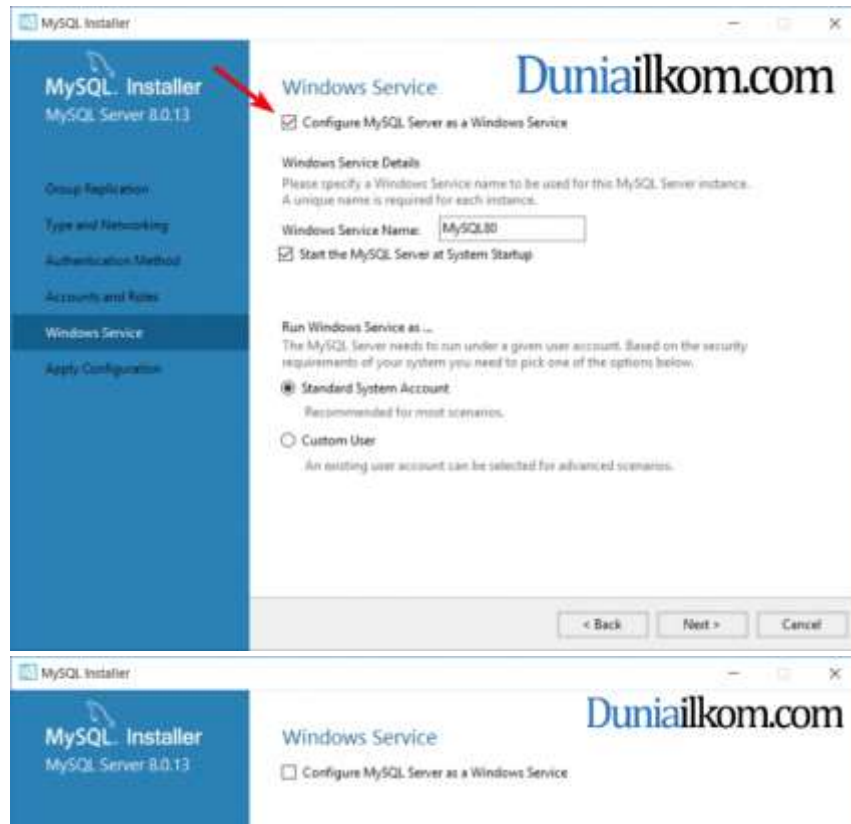 MySQL Installer
MySQL. Installer
MySQL Server 8.0.13
Group Replication
Type and Networking
Authentication Method
Accounts and Roles
Windows Service
Apply Configuration
Duniailkom.com
Windows Service
Configure MySQL Server as a Windows Service
Windows Service Details
Please specify a Windows Service name to be used for this MySQL Server instance.
A unique name is required for each instance.
Windows Service Name: MySQL80
Start the MySQL Server at System Startup
Run Windows Service as ...
The MySQL Server needs to run under a given user account. Based on the security
requirements of your system you need to pick one of the options below.
Standard System Account
Recommended for most scenarios.
Custom User
An existing user account can be selected for advanced scenarios.
< Back Next > Cancel
MySQL Installer
MySQL. Installer
MySQL Server 8.0.13
Duniailkom.com
Windows Service
Configure MySQL Server as a Windows Service